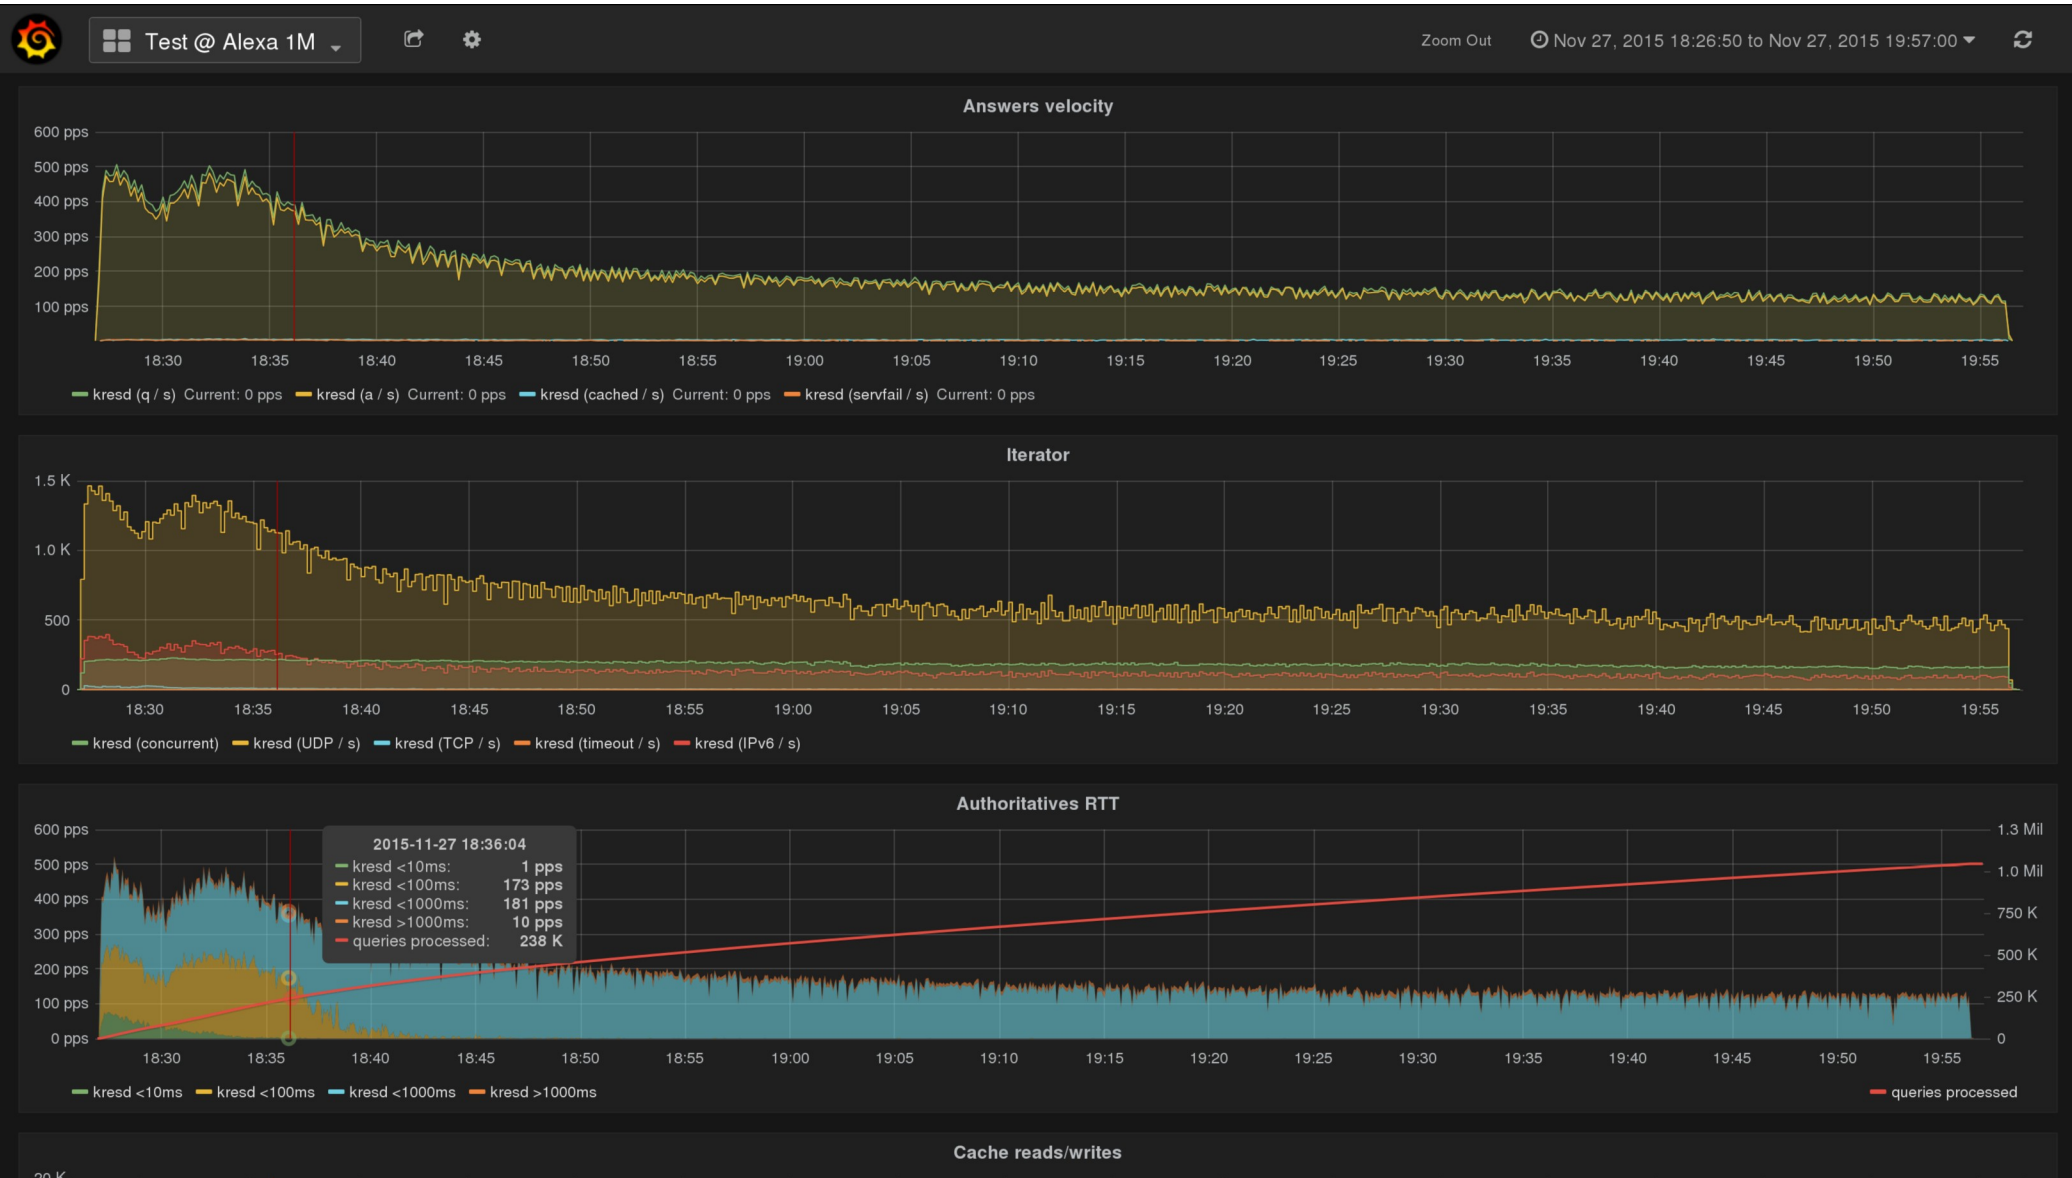 Test @ Alexa 1M
Zoom Out
Nov 27, 2015 18:26:50 to Nov 27, 2015 19:57:00
Answers velocity
600 pps
500 pps
400 pps
300 pps
200 pps
100 pps
18:30 18:35 18:40 18:45 18:50 18:55 19:00 19:05 19:10 19:15 19:20 19:25 19:30 19:35 19:40 19:45 19:50 19:55
kresd (q / s) Current: 0 pps kresd (a / s) Current: 0 pps kresd (cached / s) Current: 0 pps kresd (servfail / s) Current: 0 pps
Iterator
1.5 K
1.0 K
500
0
18:30 18:35 18:40 18:45 18:50 18:55 19:00 19:05 19:10 19:15 19:20 19:25 19:30 19:35 19:40 19:45 19:50 19:55
kresd (concurrent) kresd (UDP / s) kresd (TCP / s) kresd (timeout / s) kresd (IPv6 / s)
Authoritatives RTT
600 pps
500 pps
400 pps
300 pps
200 pps
100 pps
0 pps
2015-11-27 18:36:04
kresd <10ms: 1 pps
kresd <100ms: 173 pps
kresd <1000ms: 181 pps
kresd >1000ms: 10 pps
queries processed: 238 K
1.3 Mil
1.0 Mil
750 K
500 K
250 K
0
18:30 18:35 18:40 18:45 18:50 18:55 19:00 19:05 19:10 19:15 19:20 19:25 19:30 19:35 19:40 19:45 19:50 19:55
kresd <10ms kresd <100ms kresd <1000ms kresd >1000ms queries processed
Cache reads/writes